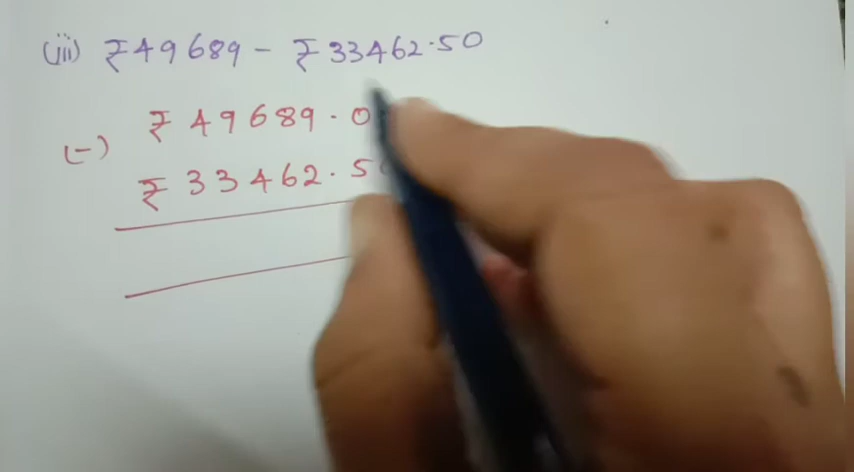 (iii) ₹49689 - ₹33462.50
₹ 49689.0
(-)
₹ 33462.5